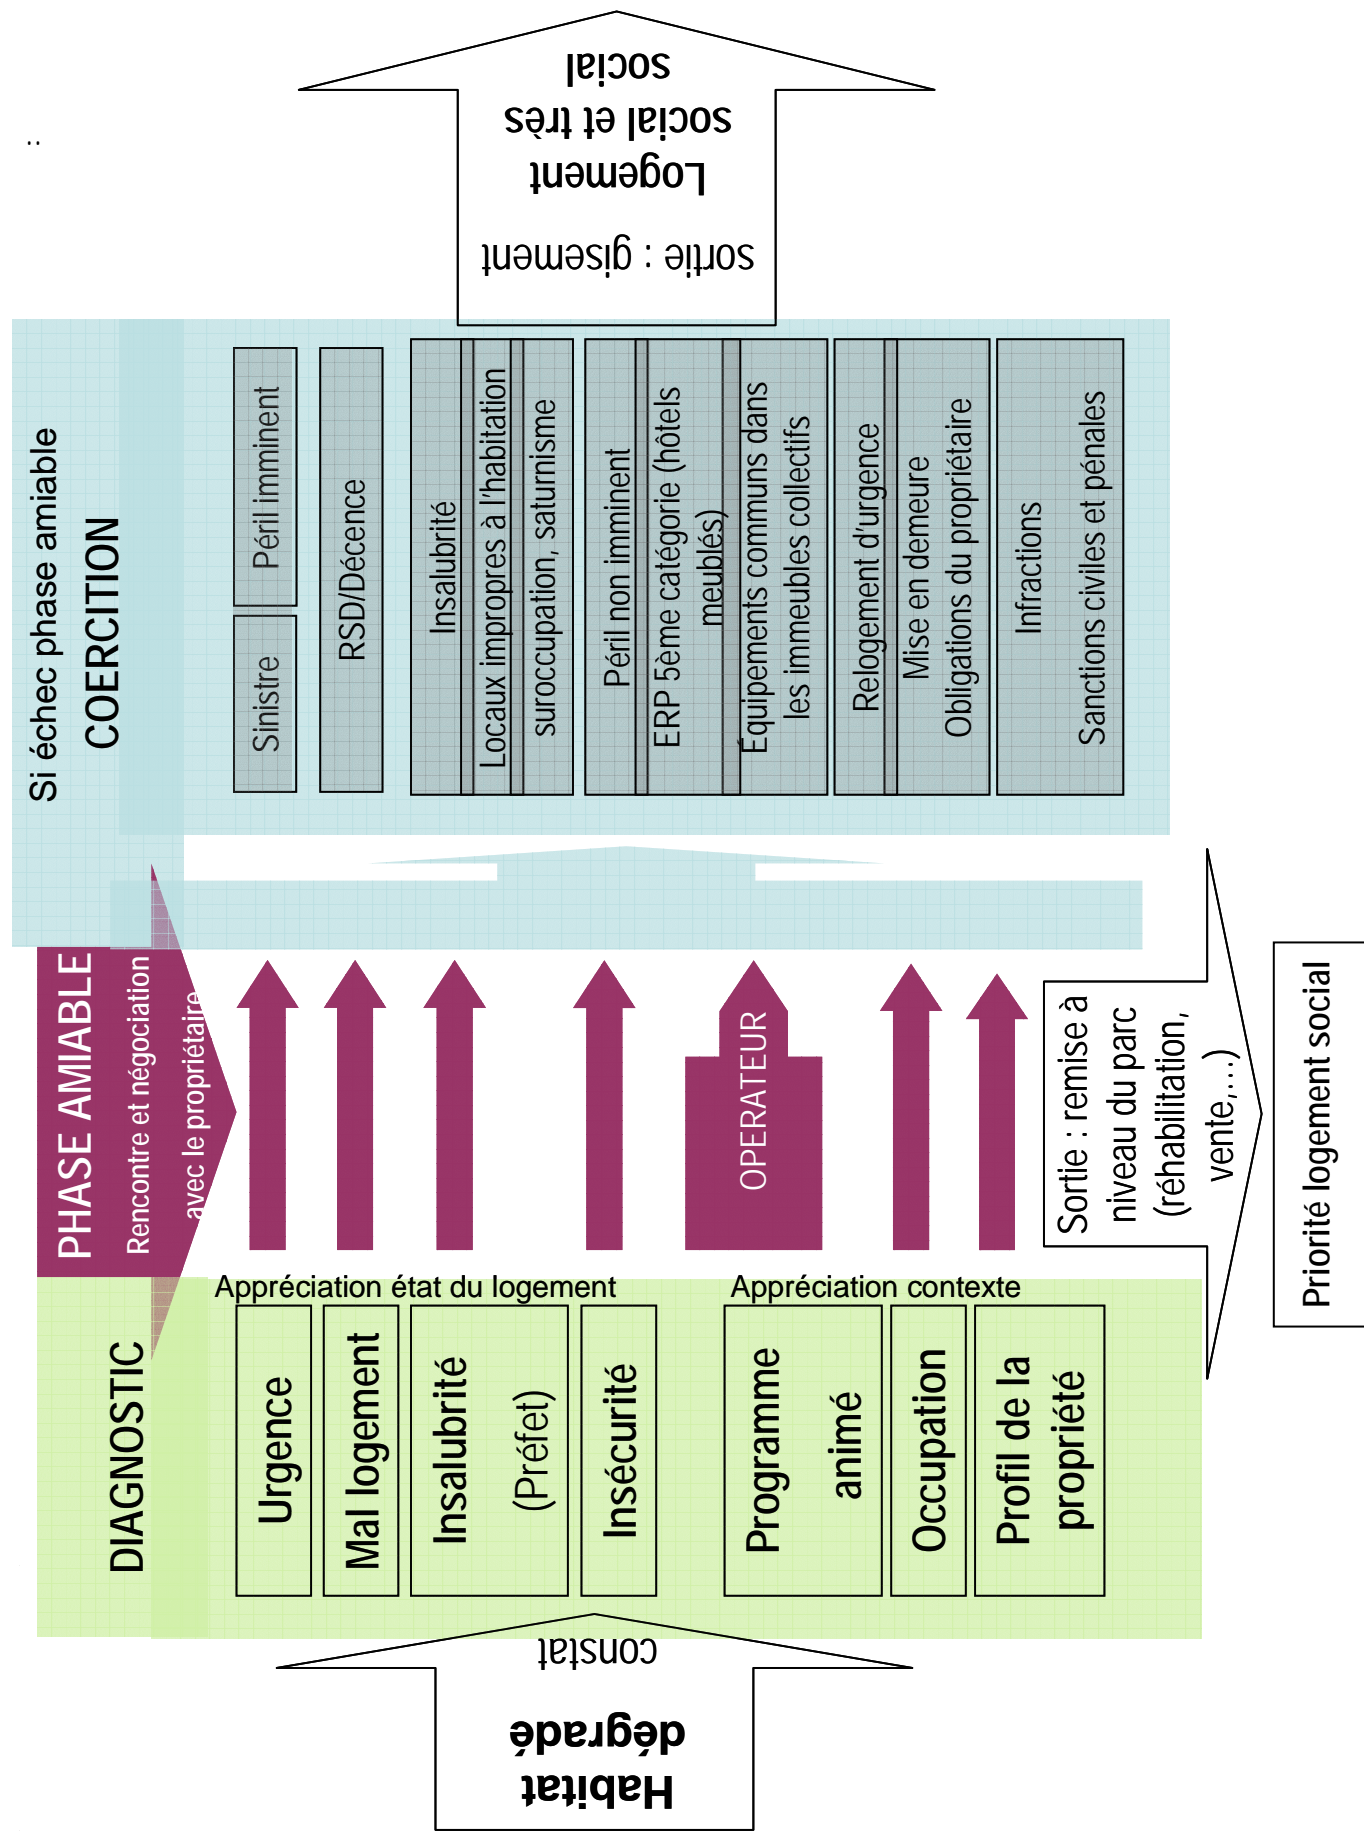 ..
Habitat
dégradé
constat
DIAGNOSTIC
Appréciation état du logement
Urgence
Mal logement
Insalubrité
(Préfet)
Insécurité
Appréciation contexte
Programme
animé
Occupation
Profil de la
propriété
PHASE AMIABLE
Rencontre et négociation
avec le propriétaire
OPERATEUR
Sortie : remise à
niveau du parc
(réhabilitation,
vente,…)
Priorité logement social
Si échec phase amiable
COERCITION
Sinistre
Péril imminent
RSD/Décence
Insalubrité
Locaux impropres à l'habitation
suroccupation, saturnisme
Péril non imminent
ERP 5ème catégorie (hôtels
meublés)
Équipements communs dans
les immeubles collectifs
Relogement d'urgence
Mise en demeure
Obligations du propriétaire
Infractions
Sanctions civiles et pénales
sortie : gisement
Logement
social et très
social